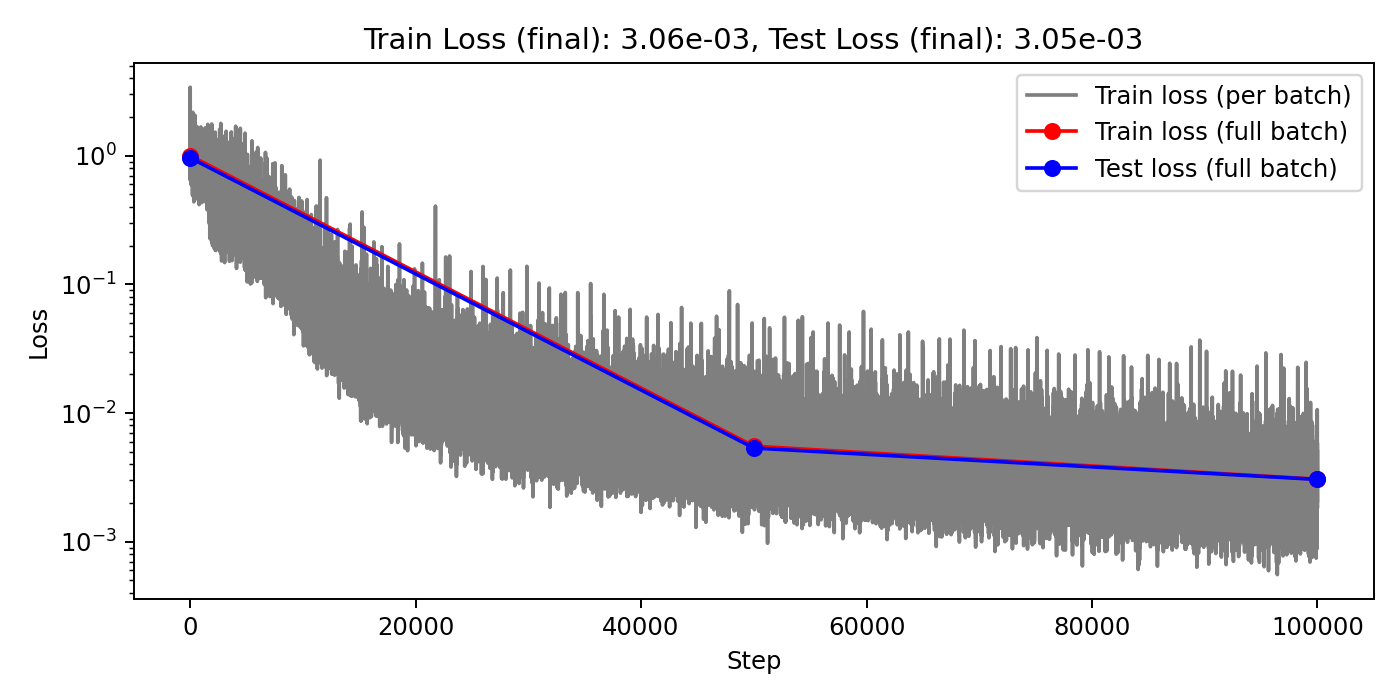 Train Loss (final): 3.06e-03, Test Loss (final): 3.05e-03
Train loss (per batch)
Train loss (full batch)
Test loss (full batch)
10⁰
10⁻¹
10⁻²
10⁻³
Loss
0 20000 40000 60000 80000 100000
Step